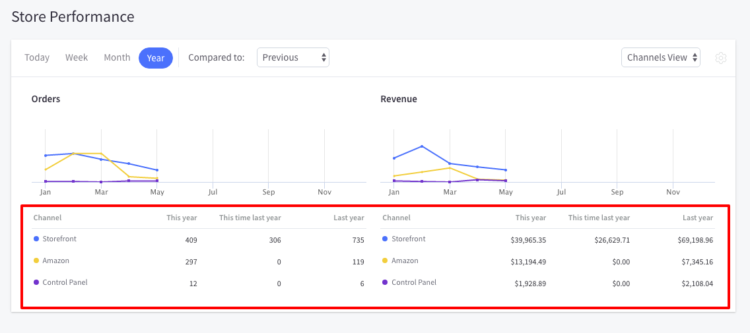 Store Performance
Today Week Month Year Compared to: Previous Channels View
Orders Revenue
Jan Mar May Jul Sep Nov Jan Mar May Jul Sep Nov
Channel This year This time last year Last year Channel This year This time last year Last year
Storefront 409 306 735 Storefront $39,965.35 $26,629.71 $69,198.96
Amazon 297 0 119 Amazon $13,194.49 $0.00 $7,345.16
Control Panel 12 0 6 Control Panel $1,928.89 $0.00 $2,108.04